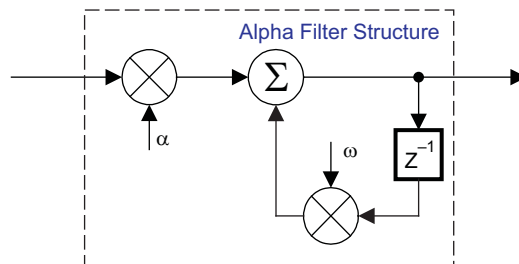 Alpha Filter Structure
Σ
α
ω
z⁻¹